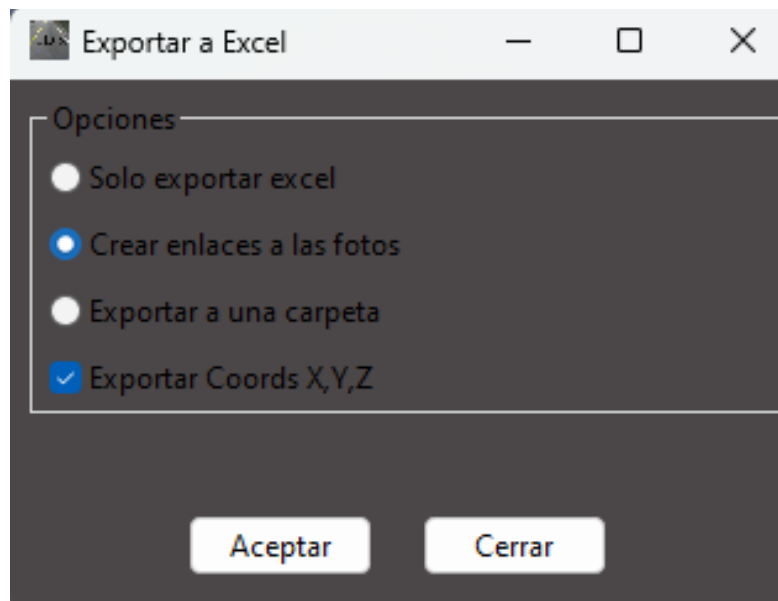 Exportar a Excel
Opciones
Solo exportar excel
Crear enlaces a las fotos
Exportar a una carpeta
Exportar Coords X,Y,Z
Aceptar Cerrar